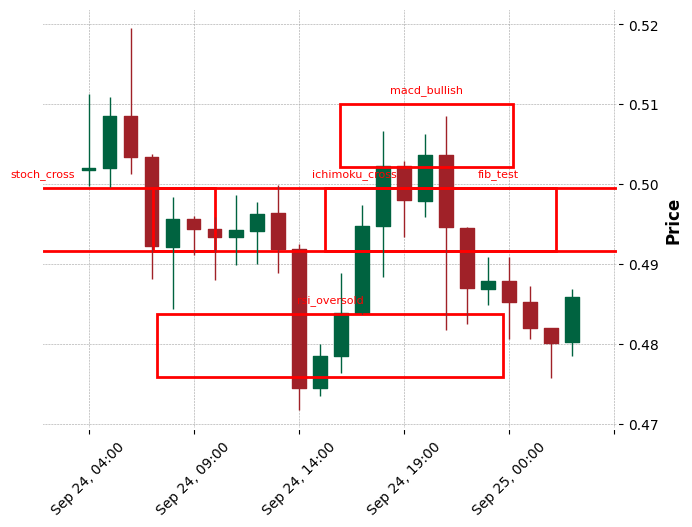 0.52
macd_bullish
0.51
stoch_cross
ichimoku_cross
fib_test
0.50
0.49
rsi_oversold
0.48
0.47
Price
Sep 24, 04:00
Sep 24, 09:00
Sep 24, 14:00
Sep 24, 19:00
Sep 25, 00:00